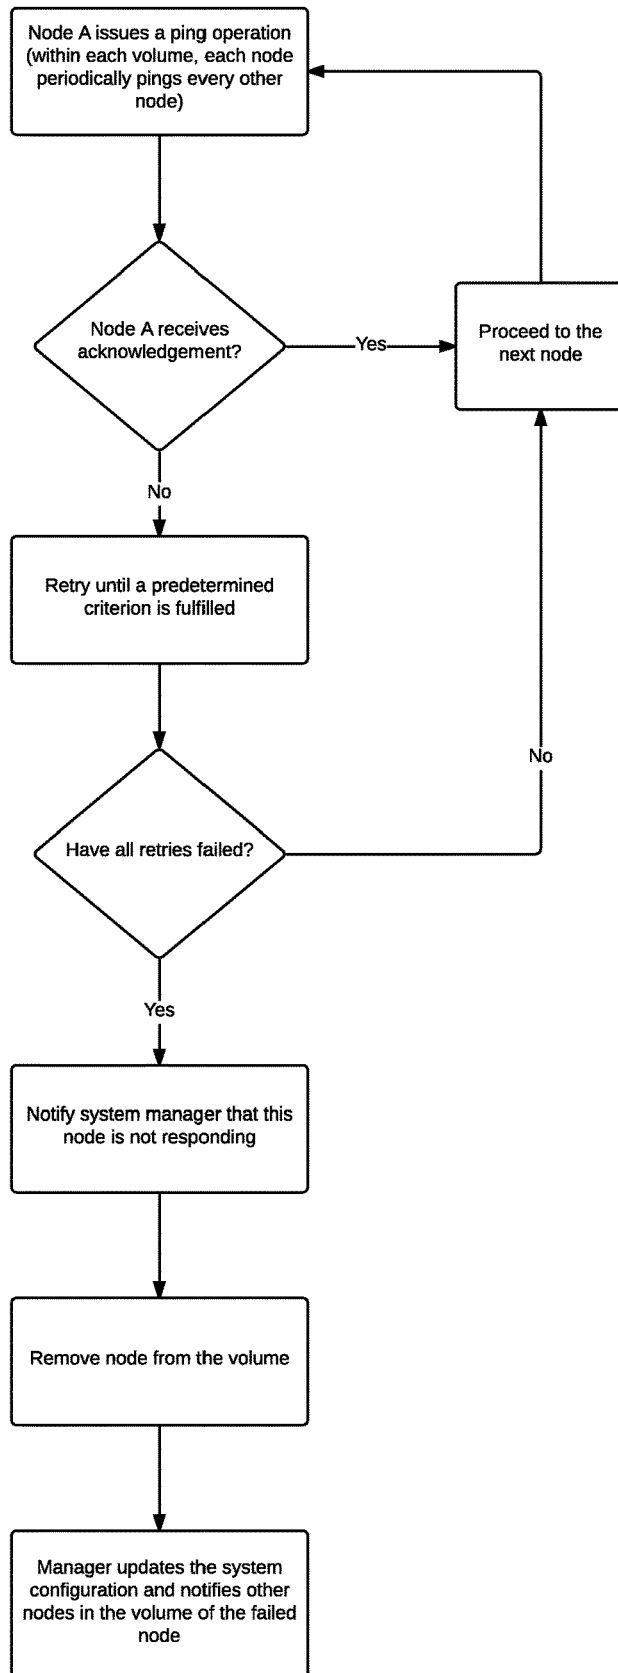 Node A issues a ping operation
(within each volume, each node
periodically pings every other
node)
Node A receives
acknowledgement?
Yes
Proceed to the
next node
No
Retry until a predetermined
criterion is fulfilled
No
Have all retries failed?
Yes
Notify system manager that this
node is not responding
Remove node from the volume
Manager updates the system
configuration and notifies other
nodes in the volume of the failed
node